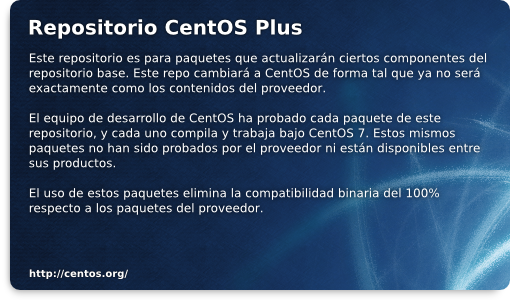 Repositorio CentOS Plus
Este repositorio es para paquetes que actualizarán ciertos componentes del
repositorio base. Este repo cambiará a CentOS de forma tal que ya no será
exactamente como los contenidos del proveedor.
El equipo de desarrollo de CentOS ha probado cada paquete de este
repositorio, y cada uno compila y trabaja bajo CentOS 7. Estos mismos
paquetes no han sido probados por el proveedor ni están disponibles entre
sus productos.
El uso de estos paquetes elimina la compatibilidad binaria del 100%
respecto a los paquetes del proveedor.
http://centos.org/